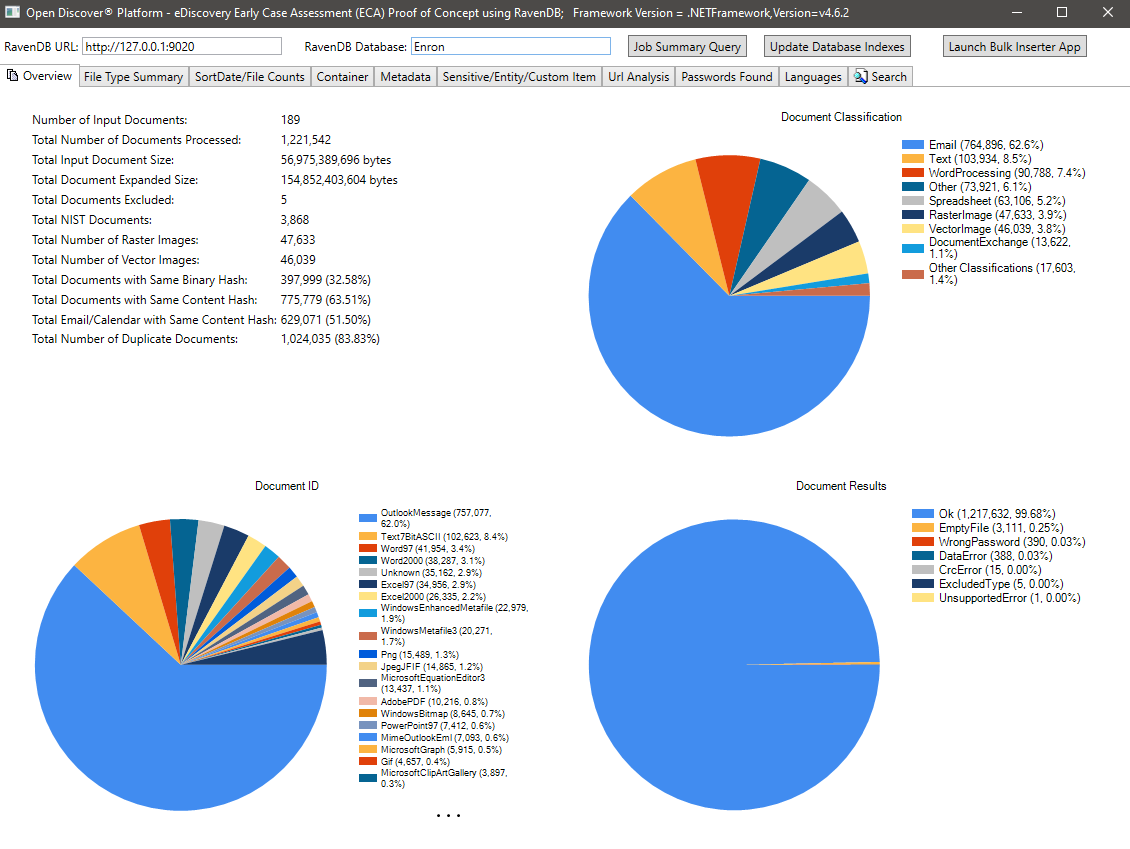 Open Discover® Platform - eDiscovery Early Case Assessment (ECA) Proof of Concept using RavenDB;   Framework Version = .NETFramework,Version=v4.6.2
RavenDB URL: http://127.0.0.1:9020 RavenDB Database: Enron Job Summary Query Update Database Indexes Launch Bulk Inserter App
Overview File Type Summary SortDate/File Counts Container Metadata Sensitive/Entity/Custom Item Url Analysis Passwords Found Languages Search
Number of Input Documents: 189
Total Number of Documents Processed: 1,221,542
Total Input Document Size: 56,975,389,696 bytes
Total Document Expanded Size: 154,852,403,604 bytes
Total Documents Excluded: 5
Total NIST Documents: 3,868
Total Number of Raster Images: 47,633
Total Number of Vector Images: 46,039
Total Documents with Same Binary Hash: 397,999 (32.58%)
Total Documents with Same Content Hash: 775,779 (63.51%)
Total Email/Calendar with Same Content Hash: 629,071 (51.50%)
Total Number of Duplicate Documents: 1,024,035 (83.83%)
Document Classification
Email (764,896, 62.6%)
Text (103,934, 8.5%)
WordProcessing (90,788, 7.4%)
Other (73,921, 6.1%)
Spreadsheet (63,106, 5.2%)
RasterImage (47,633, 3.9%)
VectorImage (46,039, 3.8%)
DocumentExchange (13,622,
1.1%)
Other Classifications (17,603,
1.4%)
Document ID
OutlookMessage (757,077,
62.0%)
Text7BitASCII (102,623, 8.4%)
Word97 (41,954, 3.4%)
Word2000 (38,287, 3.1%)
Unknown (35,162, 2.9%)
Excel97 (34,956, 2.9%)
Excel2000 (26,335, 2.2%)
WindowsEnhancedMetafile (22,979,
1.9%)
WindowsMetafile3 (20,271,
1.7%)
Png (15,489, 1.3%)
JpegJFIF (14,865, 1.2%)
MicrosoftEquationEditor3
(13,437, 1.1%)
AdobePDF (10,216, 0.8%)
WindowsBitmap (8,645, 0.7%)
PowerPoint97 (7,412, 0.6%)
MimeOutlookEml (7,093, 0.6%)
MicrosoftGraph (5,915, 0.5%)
Gif (4,657, 0.4%)
MicrosoftClipArtGallery (3,897,
0.3%)
. . .
Document Results
Ok (1,217,632, 99.68%)
EmptyFile (3,111, 0.25%)
WrongPassword (390, 0.03%)
DataError (388, 0.03%)
CrcError (15, 0.00%)
ExcludedType (5, 0.00%)
UnsupportedError (1, 0.00%)